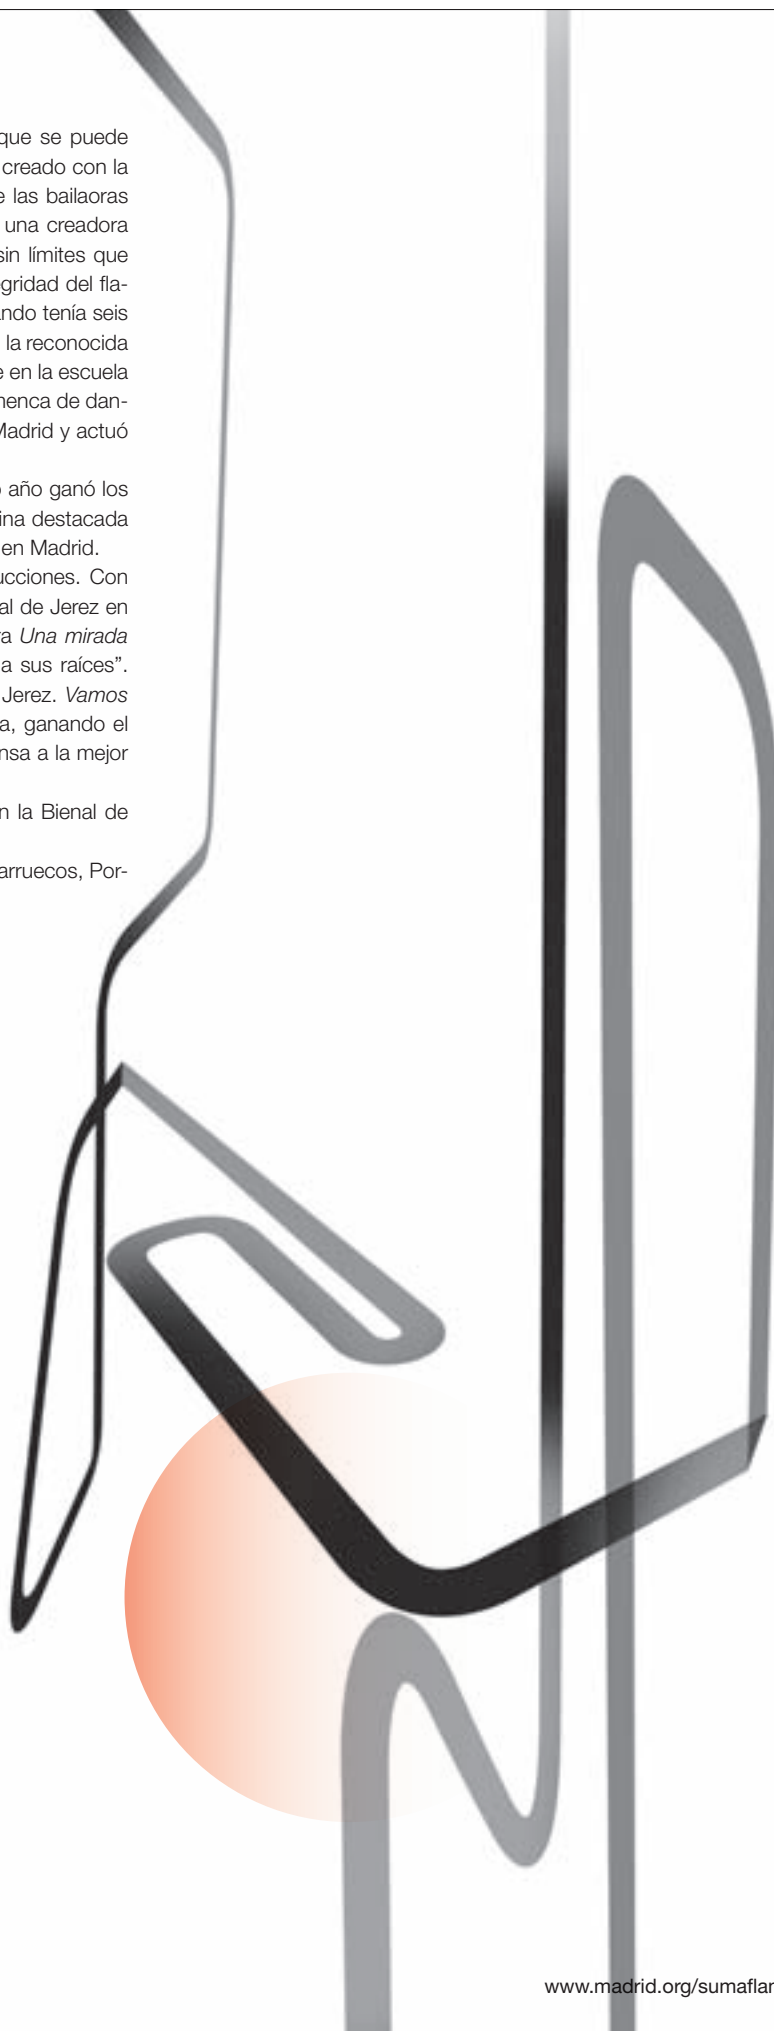 que se puede
creado con la
e las bailaoras
una creadora
sin límites que
gridad del fla-
ando tenía seis
la reconocida
e en la escuela
menca de dan-
Madrid y actuó
o año ganó los
ina destacada
en Madrid.
ucciones. Con
al de Jerez en
a Una mirada
a sus raíces”.
Jerez. Vamos
a, ganando el
nsa a la mejor
n la Bienal de
arruecos, Por-
www.madrid.org/sumaflar